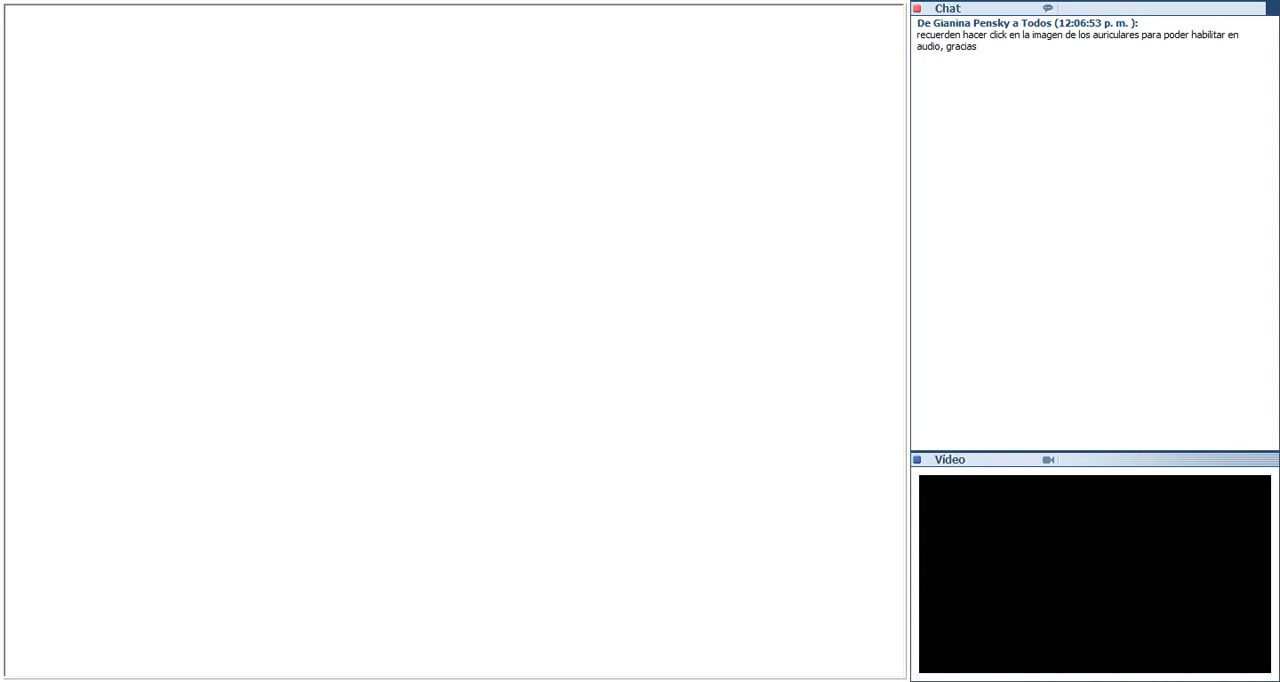 Chat
De Gianina Pensky a Todos (12:06:53 p. m. ):
recuerden hacer click en la imagen de los auriculares para poder habilitar en
audio, gracias
Vídeo